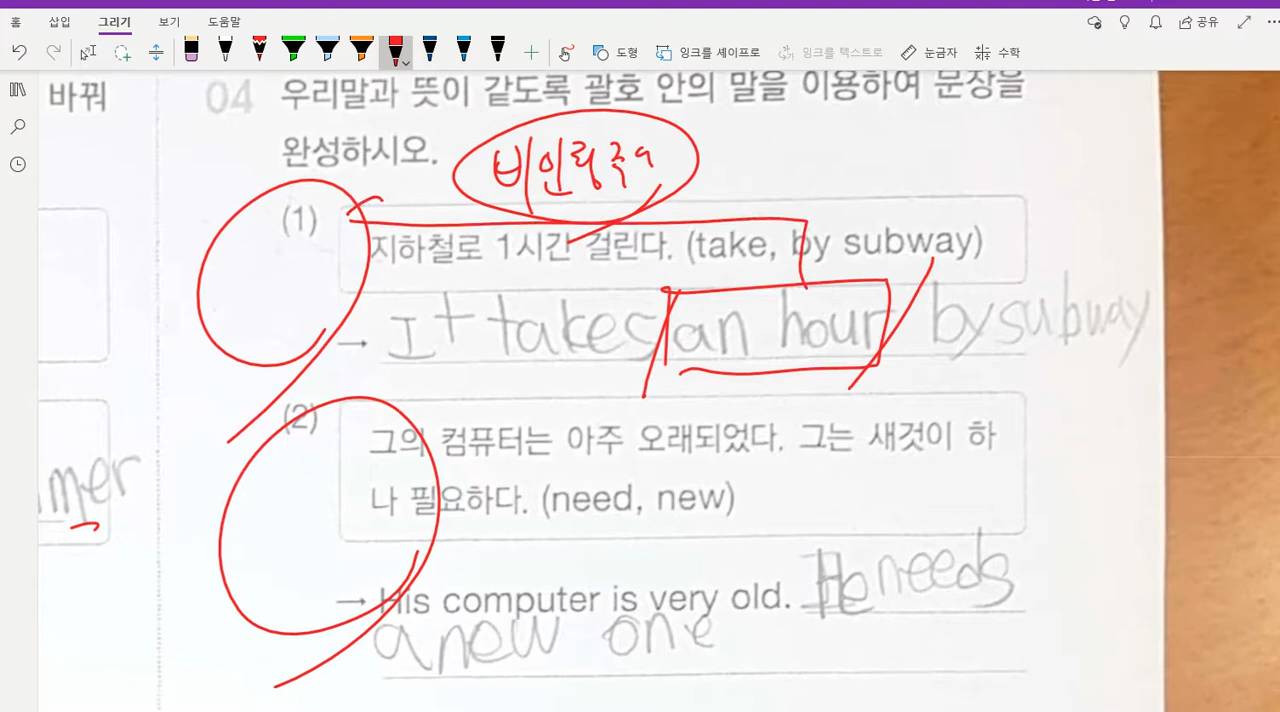 홈 삽입 그리기 보기 도움말 공유
도형 잉크를 셰이프로 잉크를 텍스트로 눈금자 수학
바꿔
04 우리말과 뜻이 같도록 괄호 안의 말을 이용하여 문장을
완성하시오.
비인칭주어
(1)
지하철로 1시간 걸린다. (take, by subway)
→ It takes an hour by subway
(2)
그의 컴퓨터는 아주 오래되었다. 그는 새것이 하
나 필요하다. (need, new)
mer
→ His computer is very old. He needs
a new one